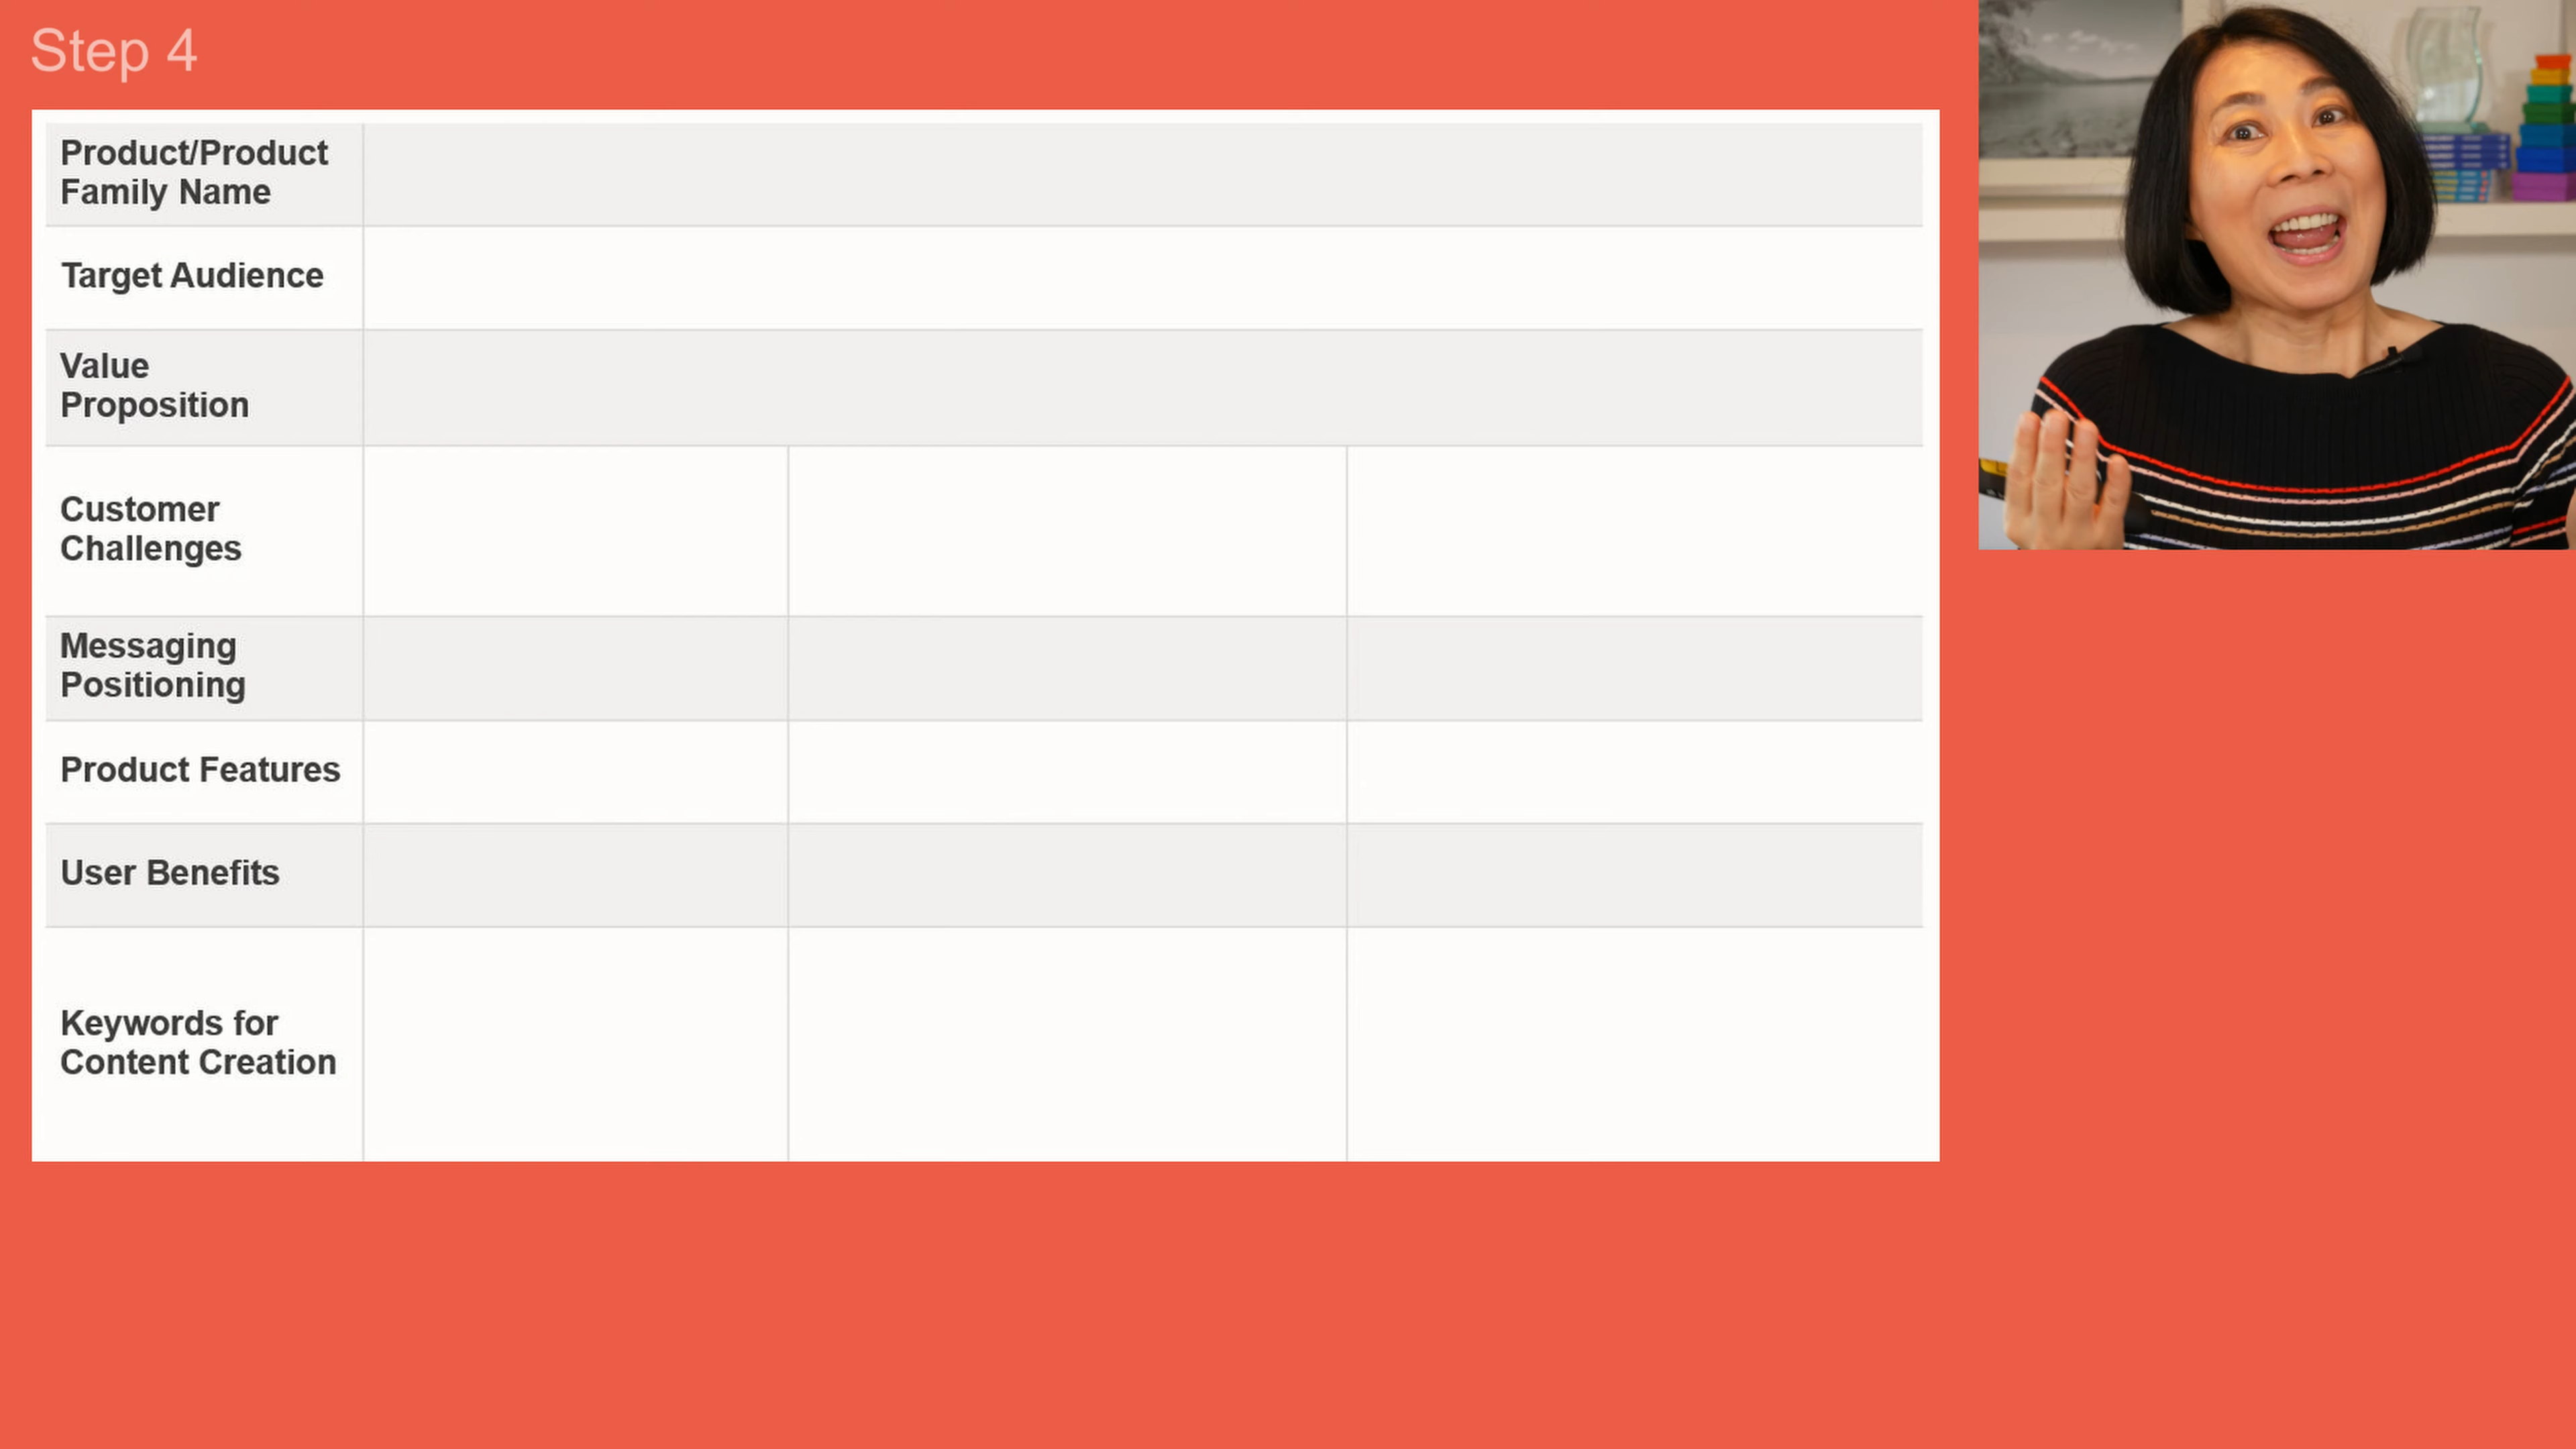 Step 4
Product/Product
Family Name
Target Audience
Value
Proposition
Customer
Challenges
Messaging
Positioning
Product Features
User Benefits
Keywords for
Content Creation